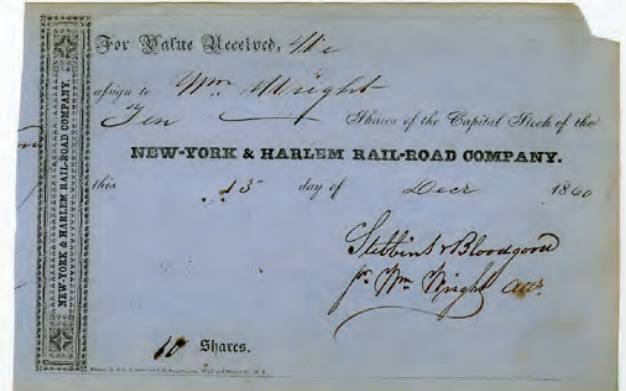 For Value Received, We
assign to Wm. Wright
Ten Shares of the Capital Stock of the
NEW-YORK & HARLEM RAIL-ROAD COMPANY.
this 13 day of Decr 1860
Stebbins & Bloodgood
pr. Wm. Wright
10 Shares.
NEW-YORK & HARLEM RAIL-ROAD COMPANY.